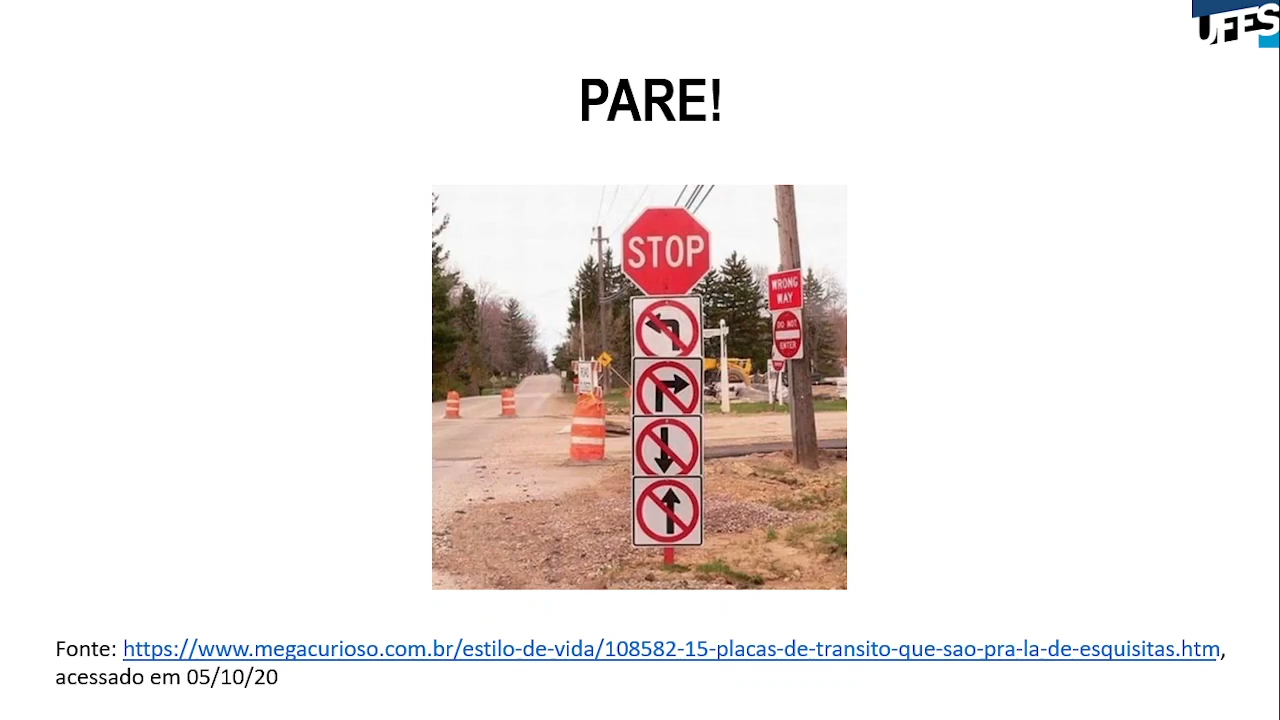 UFES
PARE!
STOP
WRONG
WAY
DO NOT
ENTER
Fonte: https://www.megacurioso.com.br/estilo-de-vida/108582-15-placas-de-transito-que-sao-pra-la-de-esquisitas.htm,
acessado em 05/10/20